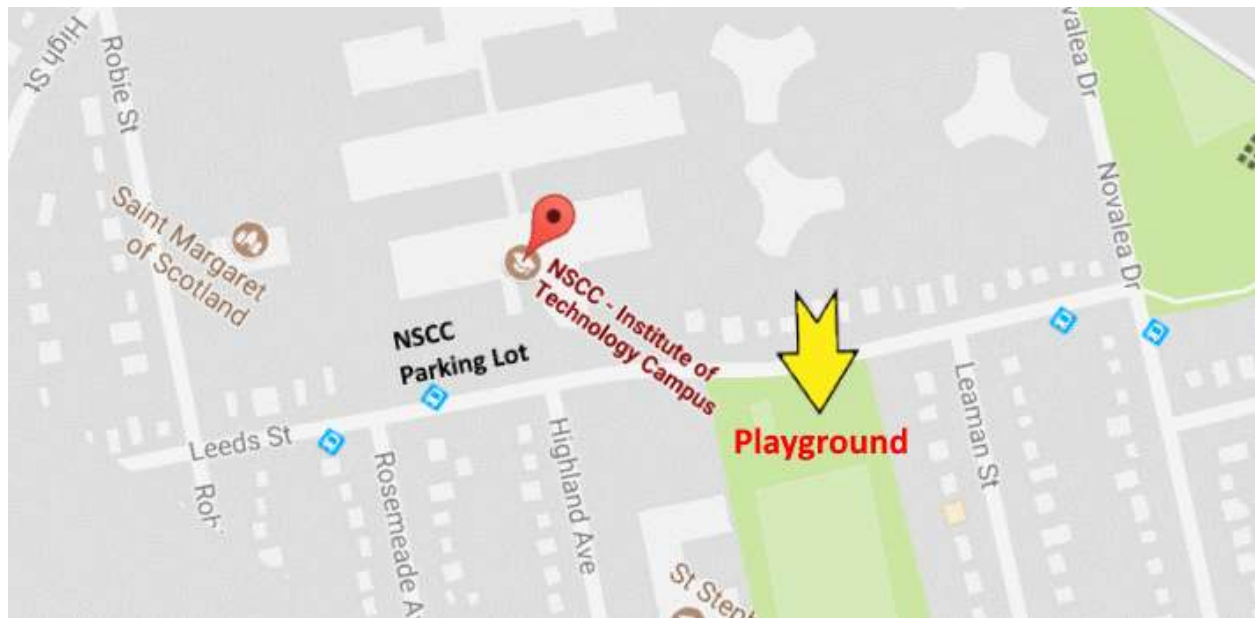 High St
Robie St
Novalea Dr
Saint Margaret
of Scotland
Novalea Dr
NSCC - Institute of
Technology Campus
NSCC
Parking Lot
Leeds St
Playground
Leaman St
Highland Ave
Rosemeade A
Rob
St Steph